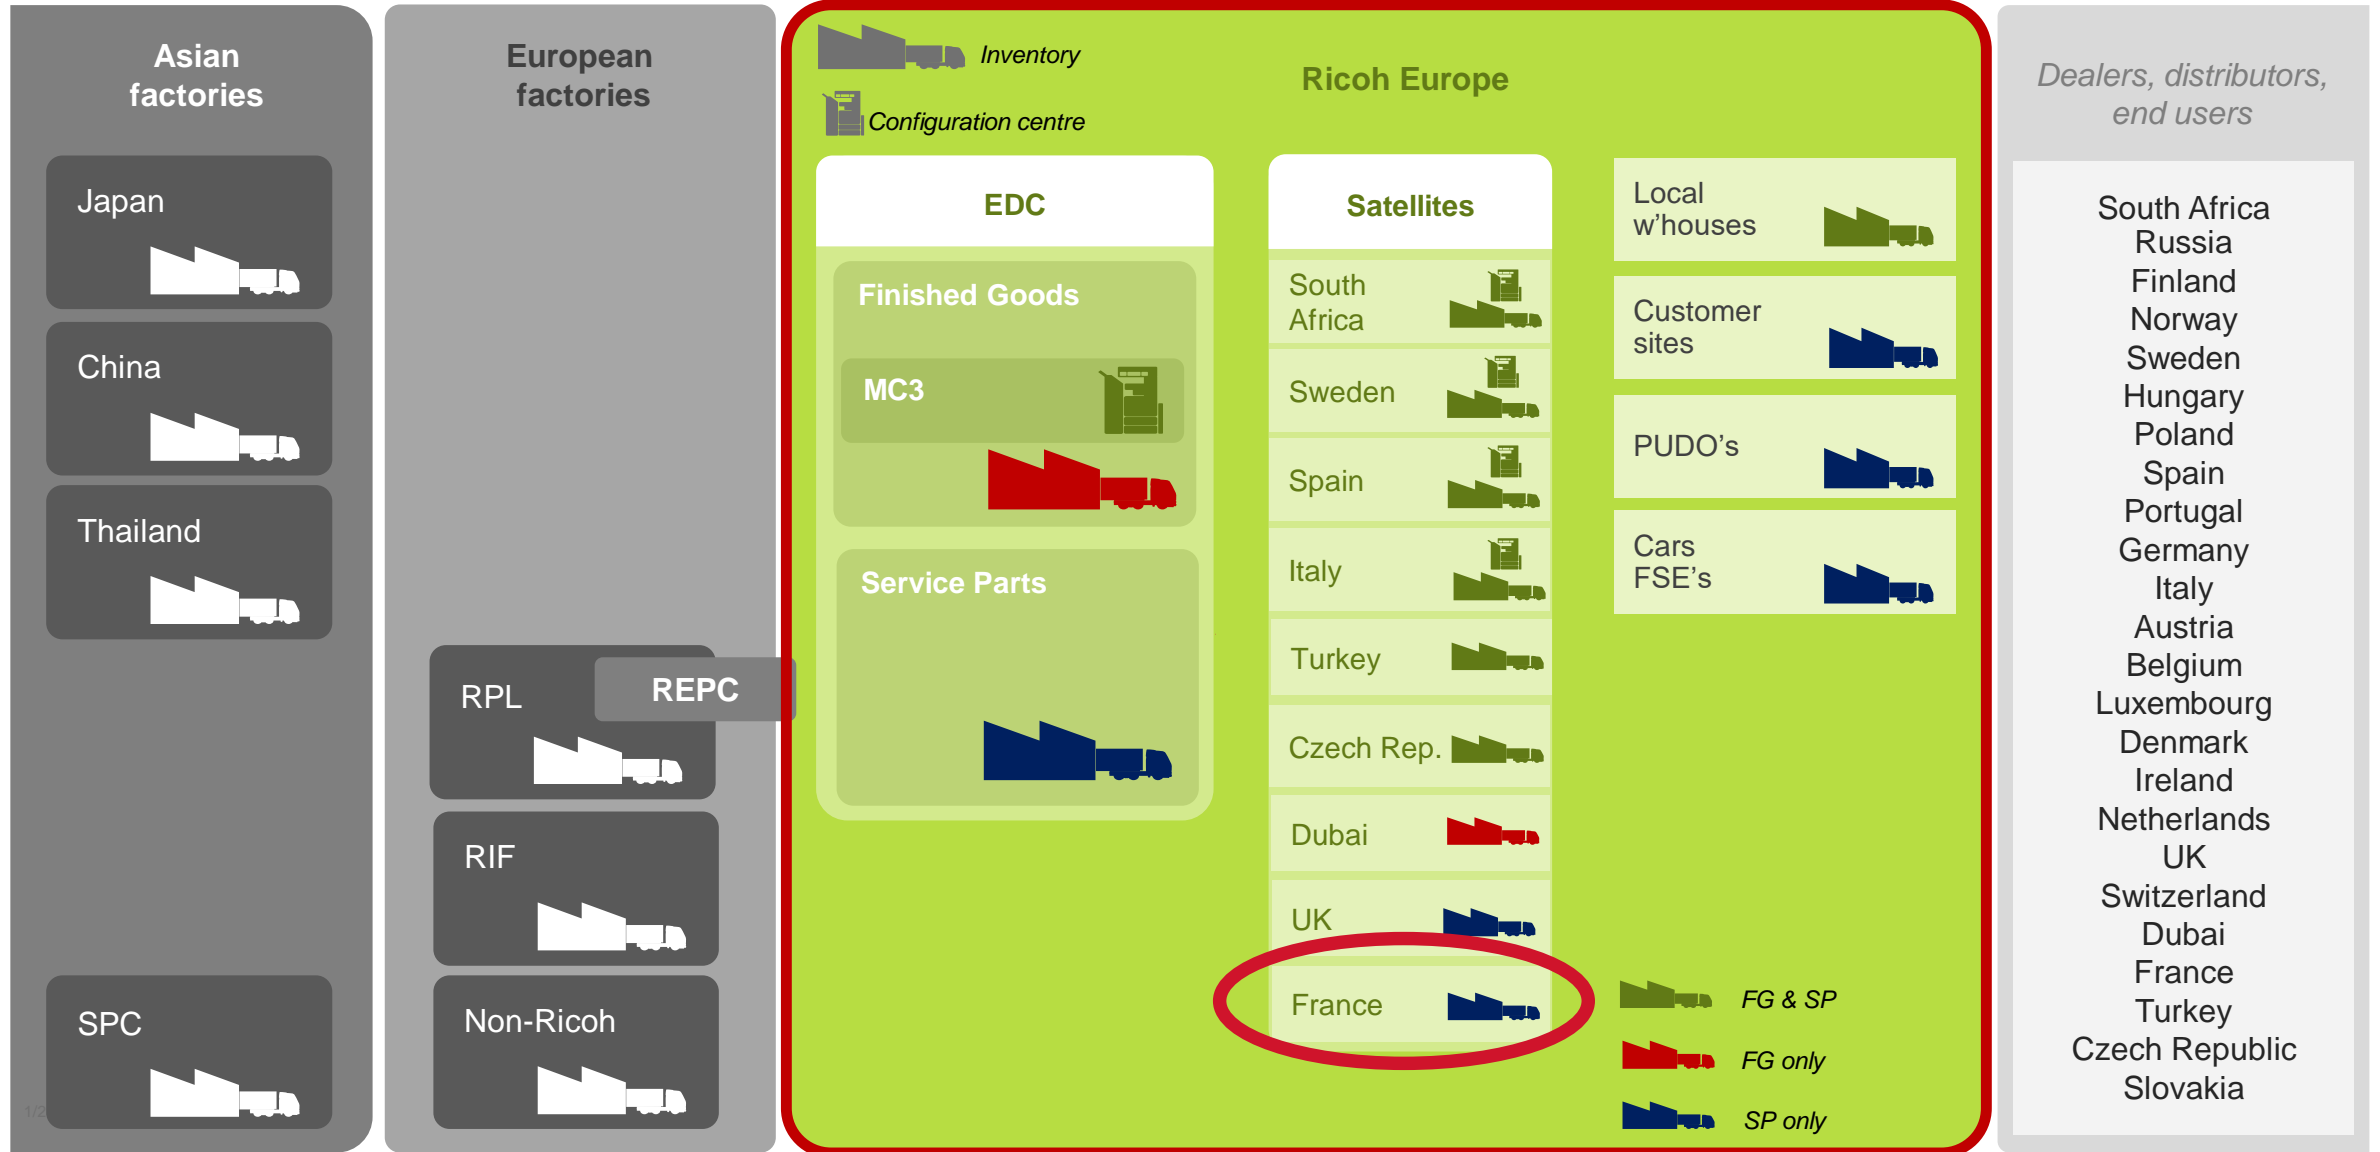 Asian
factories
Japan
China
Thailand
SPC
European
factories
RPL
REPC
RIF
Non-Ricoh
Inventory
Configuration centre
Ricoh Europe
EDC
Finished Goods
MC3
Service Parts
Satellites
South
Africa
Sweden
Spain
Italy
Turkey
Czech Rep.
Dubai
UK
France
Local
w'houses
Customer
sites
PUDO's
Cars
FSE's
FG & SP
FG only
SP only
Dealers, distributors,
end users
South Africa
Russia
Finland
Norway
Sweden
Hungary
Poland
Spain
Portugal
Germany
Italy
Austria
Belgium
Luxembourg
Denmark
Ireland
Netherlands
UK
Switzerland
Dubai
France
Turkey
Czech Republic
Slovakia